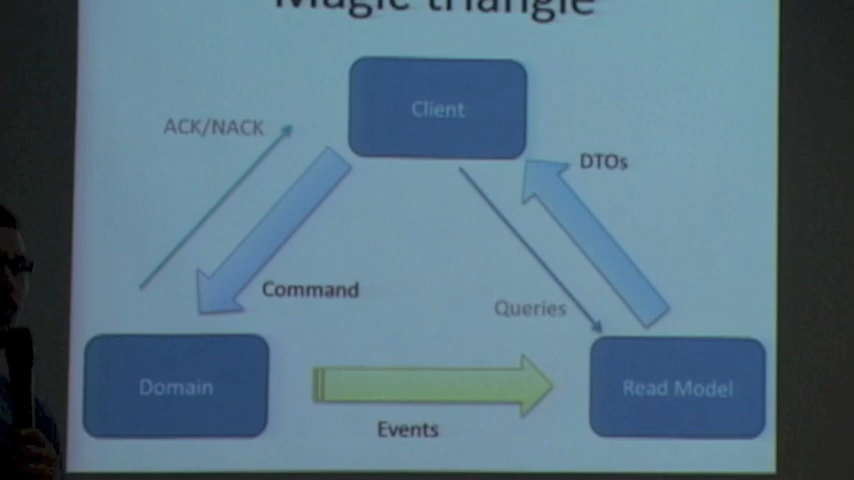 Magic triangle
Client
ACK/NACK
DTOs
Command
Queries
Domain
Read Model
Events